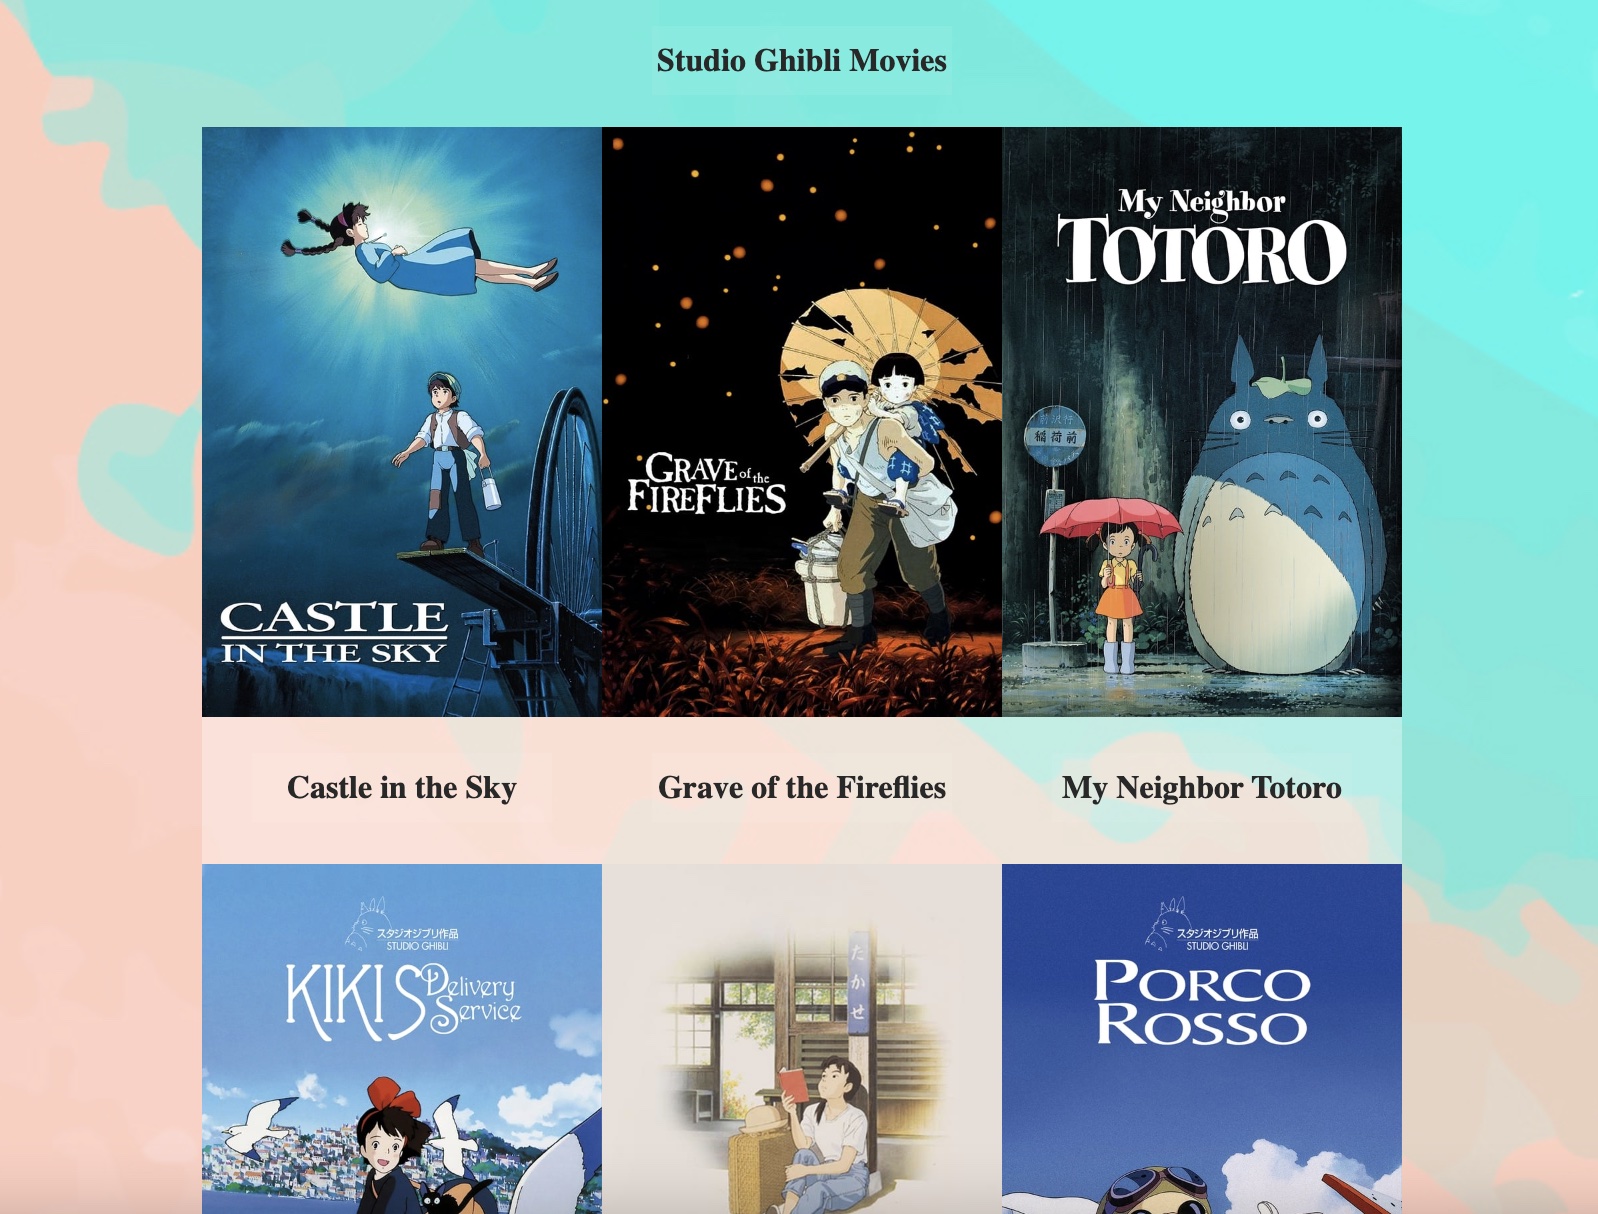 Studio Ghibli Movies
CASTLE
IN THE SKY
GRAVE of the
FIREFLIES
My Neighbor
TOTORO
前沢行
稲荷前
Castle in the Sky
Grave of the Fireflies
My Neighbor Totoro
スタジオジブリ作品
STUDIO GHIBLI
KIKI'S Delivery
Service
たかせ
スタジオジブリ作品
STUDIO GHIBLI
PORCO
ROSSO